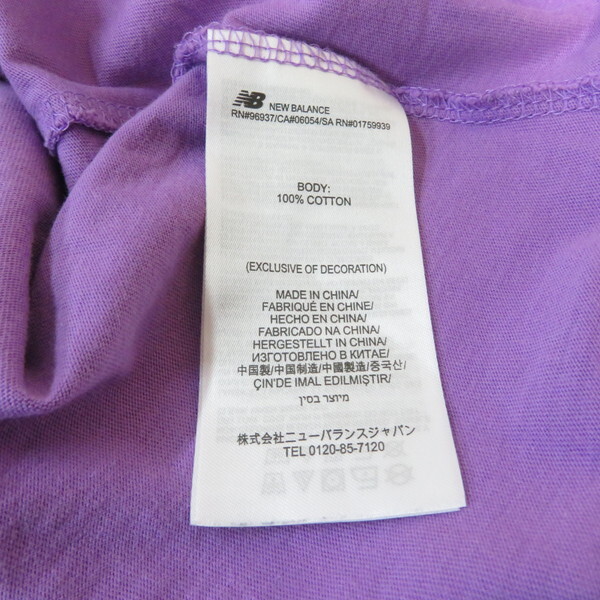 NB NEW BALANCE
RN#96937/CA#06054/SA RN#01759939
BODY:
100% COTTON
(EXCLUSIVE OF DECORATION)
MADE IN CHINA/
FABRIQUÉ EN CHINE/
HECHO EN CHINA/
FABRICADO NA CHINA/
HERGESTELLT IN CHINA/
ИЗГОТОВЛЕНО В КИТАЕ/
中国製/中国制造/中國製造/중국산/
ÇIN'DE IMAL EDILMIŞTIR/
מיוצר בסין
株式会社ニューバランスジャパン
TEL 0120-85-7120